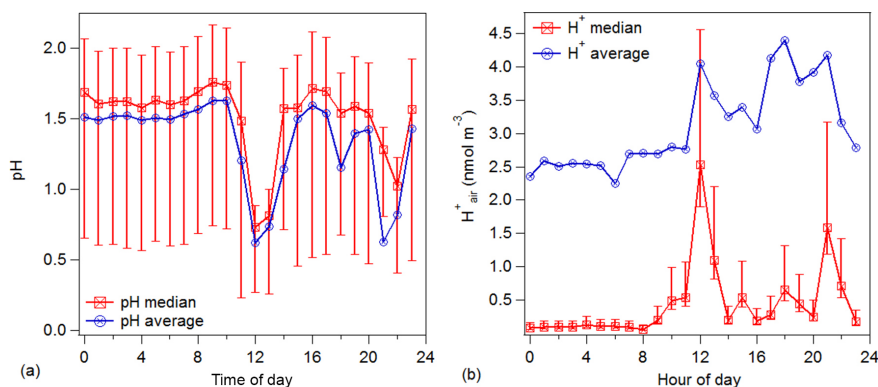 2.0
1.5
1.0
0.5
0.0
pH
pH median
pH average
0 4 8 12 16 20 24
(a)
Time of day
4.5
4.0
3.5
3.0
2.5
2.0
1.5
1.0
0.5
H⁺air (nmol m⁻³)
H⁺ median
H⁺ average
0 4 8 12 16 20 24
(b)
Hour of day